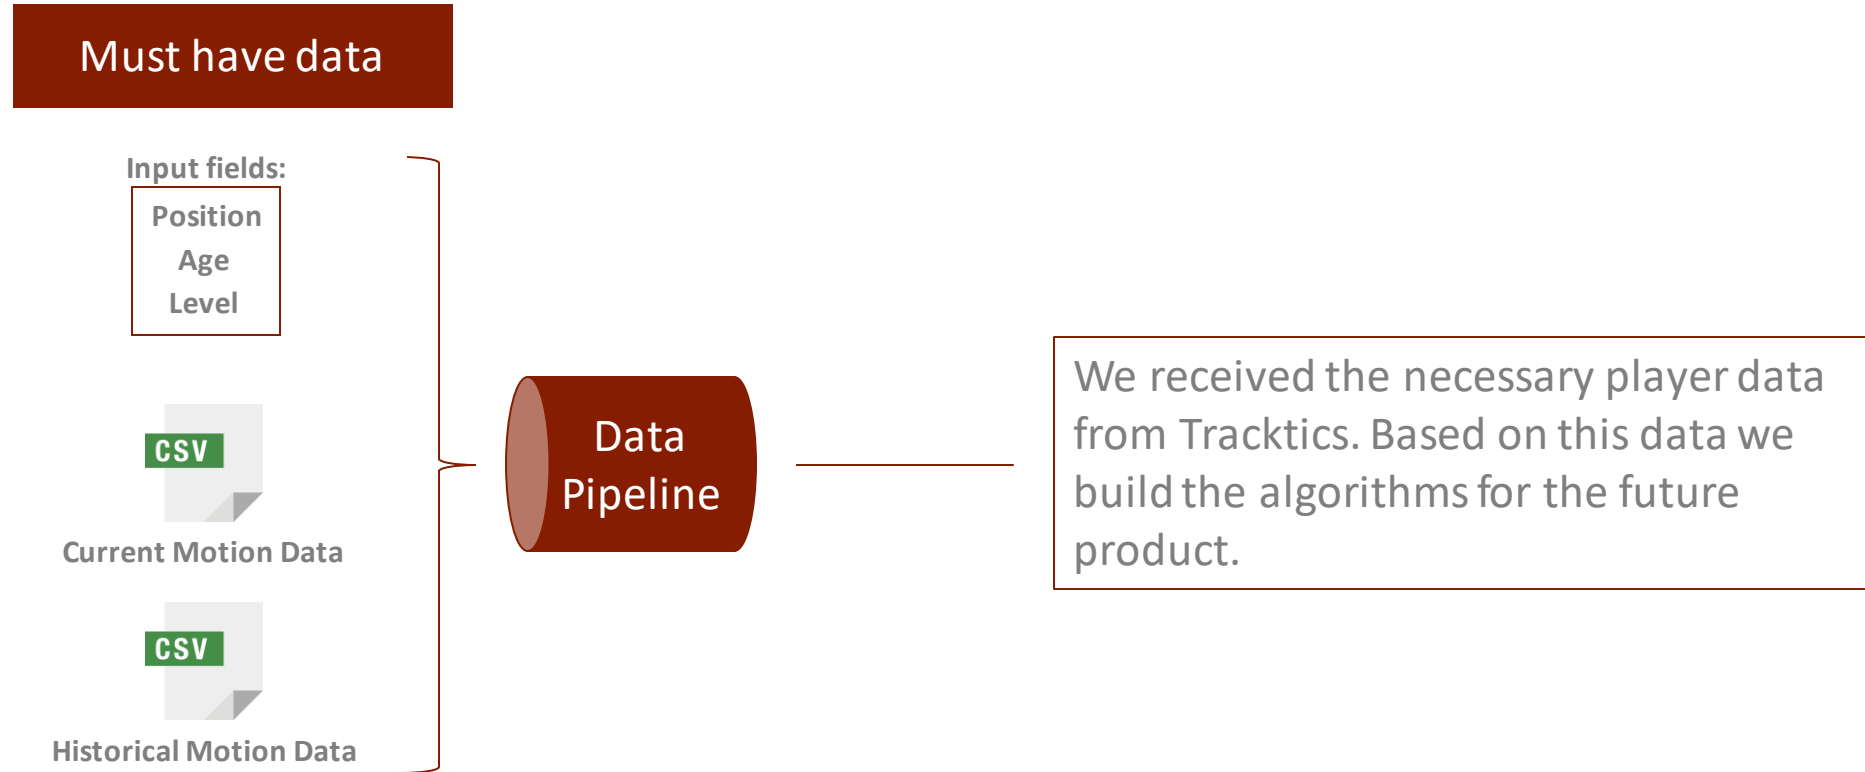 Must have data
Input fields:
Position
Age
Level
CSV
Current Motion Data
CSV
Historical Motion Data
Data
Pipeline
We received the necessary player data
from Tracktics. Based on this data we
build the algorithms for the future
product.